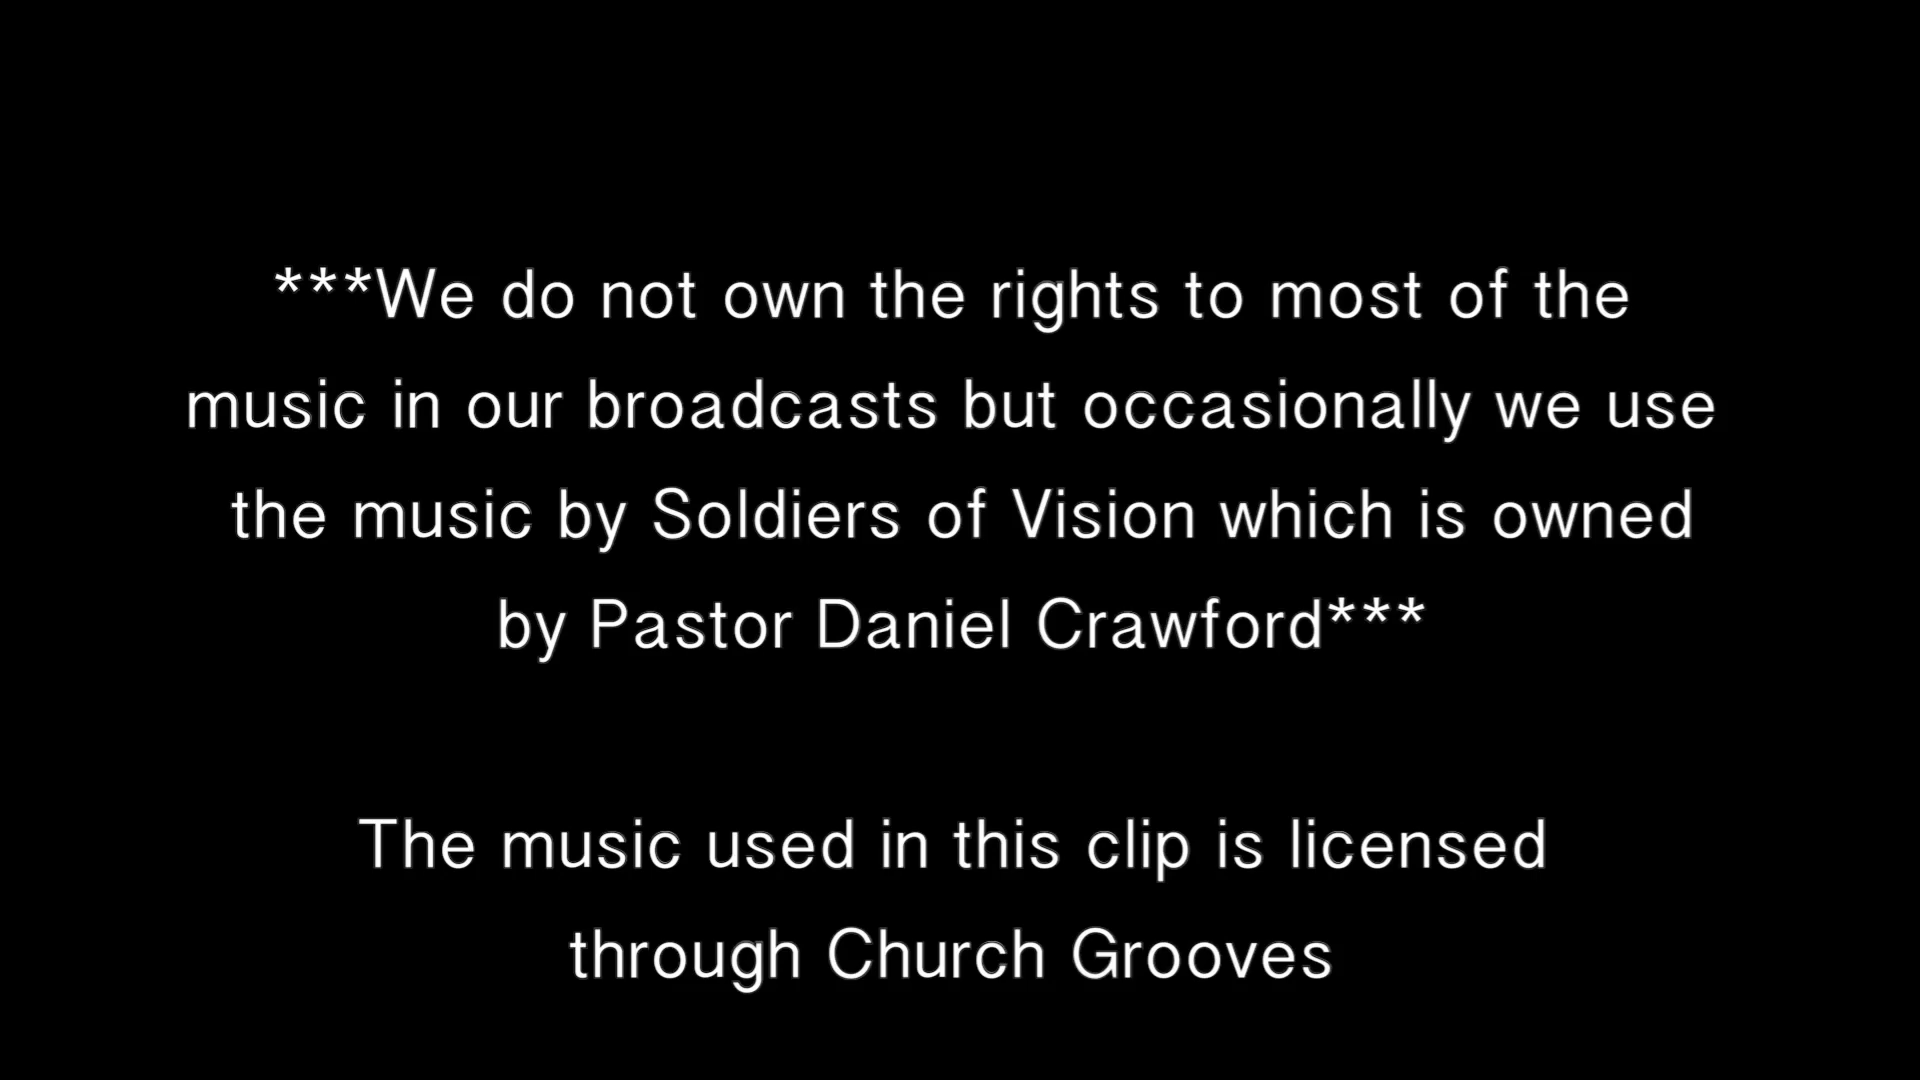 ***We do not own the rights to most of the
music in our broadcasts but occasionally we use
the music by Soldiers of Vision which is owned
by Pastor Daniel Crawford***
The music used in this clip is licensed
through Church Grooves